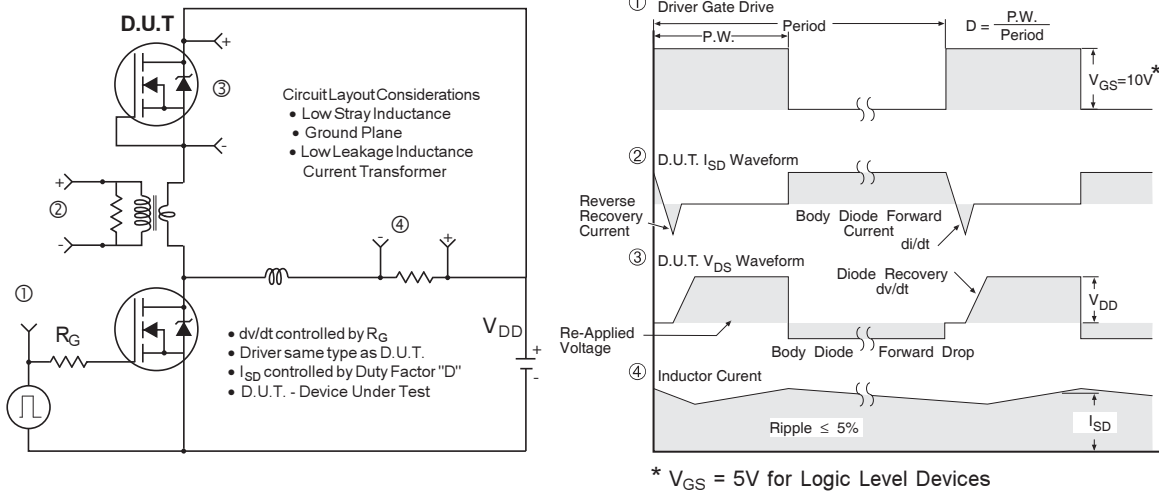 D.U.T
+
③
-
Circuit Layout Considerations
• Low Stray Inductance
• Ground Plane
• Low Leakage Inductance
Current Transformer
+
②
-
④
- +
①
R_G
V_DD
+
-
• dv/dt controlled by R_G
• Driver same type as D.U.T.
• I_SD controlled by Duty Factor "D"
• D.U.T. - Device Under Test
① Driver Gate Drive
P.W.
Period
D = P.W.
Period
V_GS=10V*
② D.U.T. I_SD Waveform
Reverse
Recovery
Current
Body Diode Forward
Current
di/dt
③ D.U.T. V_DS Waveform
Diode Recovery
dv/dt
V_DD
Re-Applied
Voltage
Body Diode Forward Drop
④ Inductor Curent
Ripple ≤ 5%
I_SD
* V_GS = 5V for Logic Level Devices